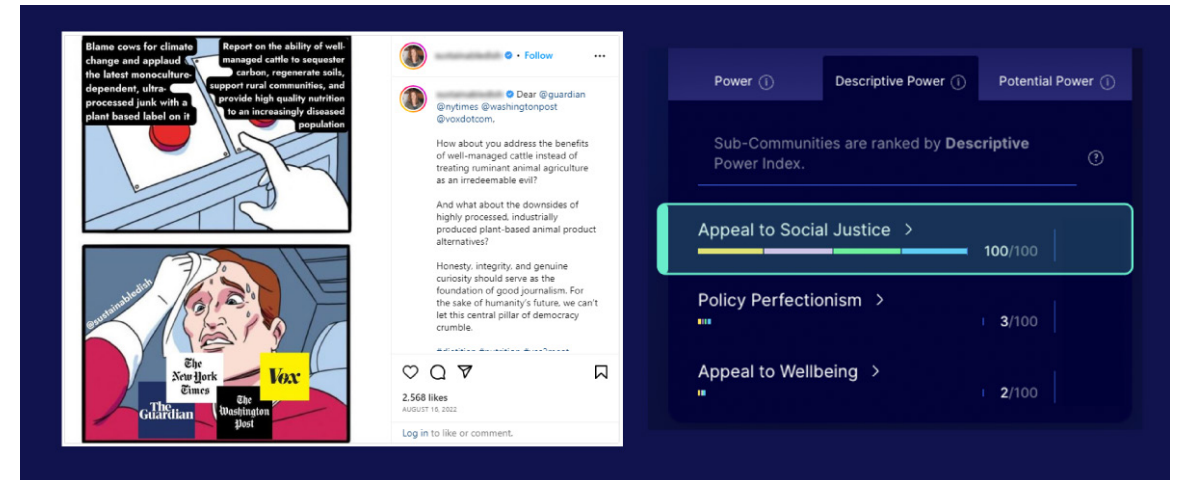 Blame cows for climate
change and applaud
the latest monoculture-
dependent, ultra-
processed junk with a
plant based label on it
Report on the ability of well-
managed cattle to sequester
carbon, regenerate soils,
support rural communities, and
provide high quality nutrition
to an increasingly diseased
population
@sustainabledish
The
New York
Times
Vox
The
Guardian
The
Washington
Post
• Follow
Dear @guardian
@nytimes @washingtonpost
@voxdotcom,
How about you address the benefits
of well-managed cattle instead of
treating ruminant animal agriculture
as an irredeemable evil?
And what about the downsides of
highly processed, industrially
produced plant-based animal product
alternatives?
Honesty, integrity, and genuine
curiosity should serve as the
foundation of good journalism. For
the sake of humanity's future, we can't
let this central pillar of democracy
crumble.
2,568 likes
AUGUST 15, 2022
Log in to like or comment.
Power
Descriptive Power
Potential Power
Sub-Communities are ranked by Descriptive
Power Index.
Appeal to Social Justice >
100/100
Policy Perfectionism >
3/100
Appeal to Wellbeing >
2/100